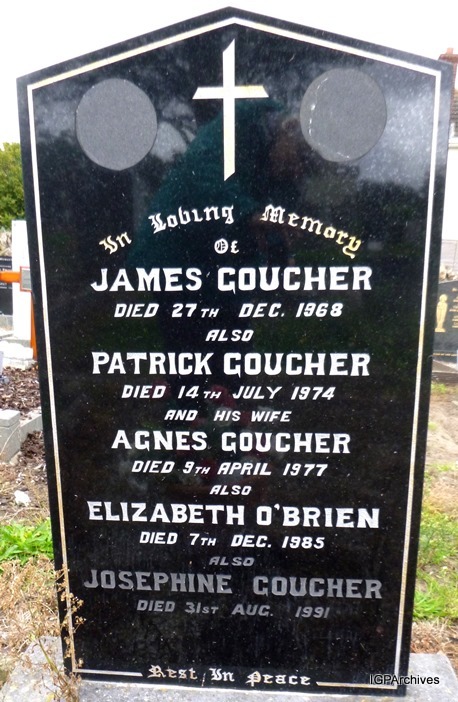 In Loving Memory
Of
JAMES GOUCHER
DIED 27TH DEC. 1968
ALSO
PATRICK GOUCHER
DIED 14TH JULY 1974
AND HIS WIFE
AGNES GOUCHER
DIED 9TH APRIL 1977
ALSO
ELIZABETH O'BRIEN
DIED 7TH DEC. 1985
ALSO
JOSEPHINE GOUCHER
DIED 31ST AUG. 1991
Rest In Peace
IGPArchives